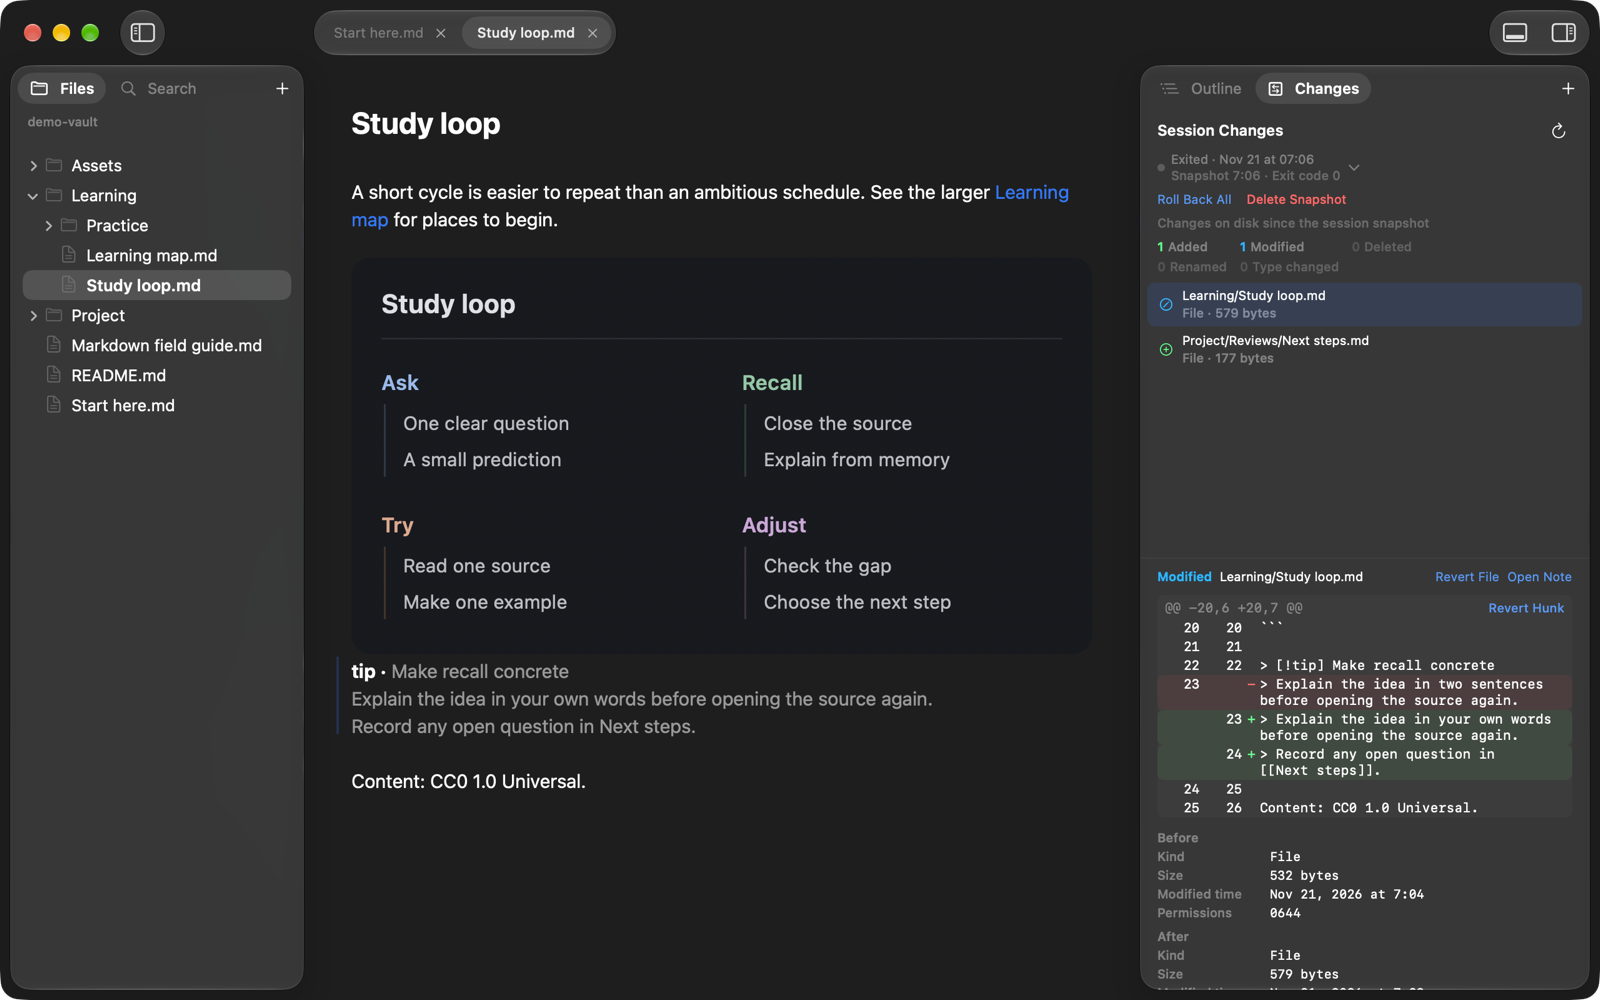 Start here.md
Study loop.md
Files
Search
demo-vault
Assets
Learning
Practice
Learning map.md
Study loop.md
Project
Markdown field guide.md
README.md
Start here.md
Study loop
A short cycle is easier to repeat than an ambitious schedule. See the larger Learning
map for places to begin.
Study loop
Ask
One clear question
A small prediction
Recall
Close the source
Explain from memory
Try
Read one source
Make one example
Adjust
Check the gap
Choose the next step
tip · Make recall concrete
Explain the idea in your own words before opening the source again.
Record any open question in Next steps.
Content: CC0 1.0 Universal.
Outline
Changes
Session Changes
Exited · Nov 21 at 07:06
Snapshot 7:06 · Exit code 0
Roll Back All Delete Snapshot
Changes on disk since the session snapshot
1 Added 1 Modified 0 Deleted
0 Renamed 0 Type changed
Learning/Study loop.md
File · 579 bytes
Project/Reviews/Next steps.md
File · 177 bytes
Modified Learning/Study loop.md Revert File Open Note
@@ -20,6 +20,7 @@ Revert Hunk
20 20 ```
21 21
22 22 > [!tip] Make recall concrete
23 -> Explain the idea in two sentences
before opening the source again.
23 +> Explain the idea in your own words
before opening the source again.
24 +> Record any open question in
[[Next steps]].
24 25
25 26 Content: CC0 1.0 Universal.
Before
Kind File
Size 532 bytes
Modified time Nov 21, 2026 at 7:04
Permissions 0644
After
Kind File
Size 579 bytes